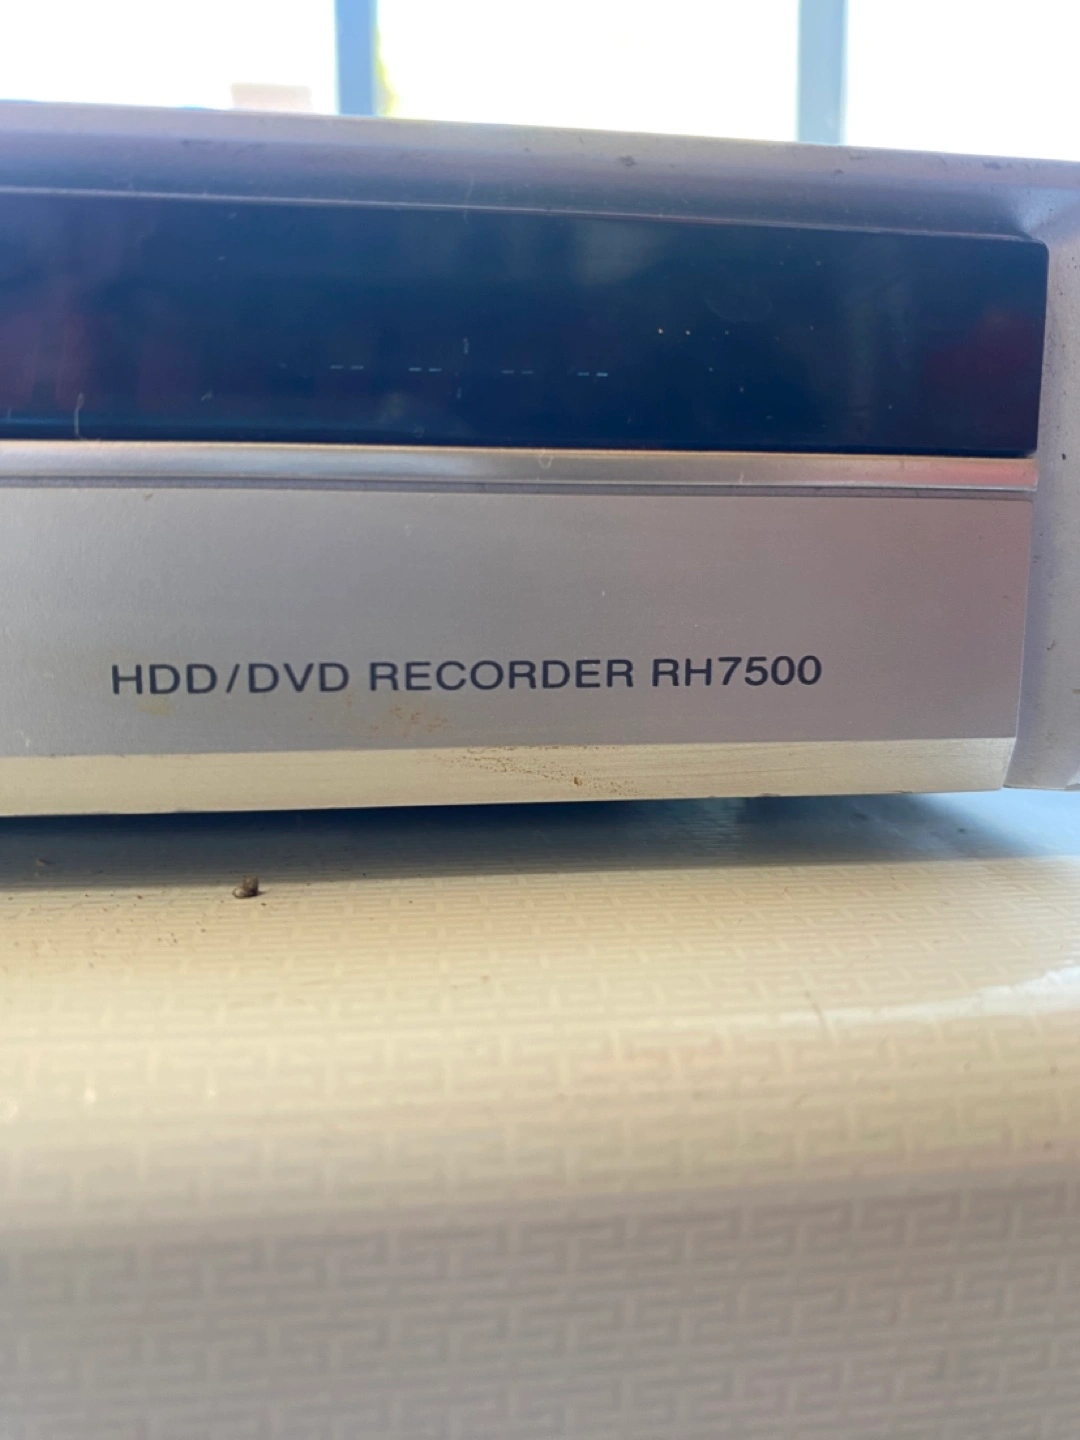 -- -- -- --
HDD/DVD RECORDER RH7500